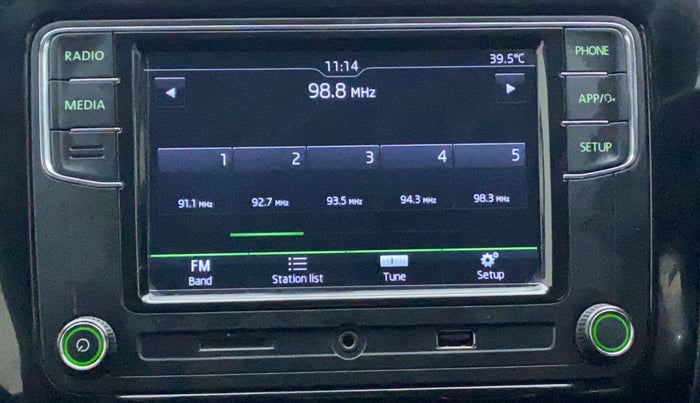 RADIO
MEDIA
11:14
39.5°C
98.8 MHz
1 2 3 4 5
91.1 MHz 92.7 MHz 93.5 MHz 94.3 MHz 98.3 MHz
FM
Band
Station list
Tune
Setup
PHONE
APP/
SETUP